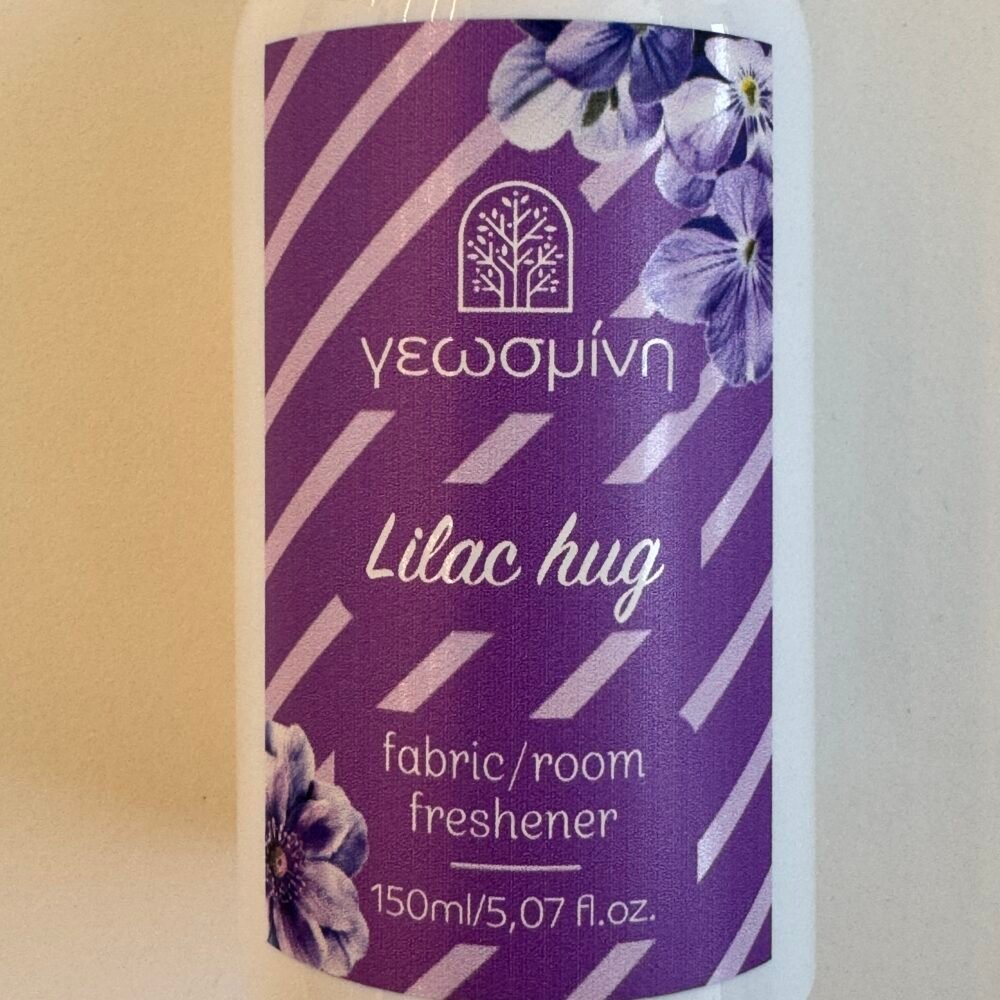 γεωσμίνη
Lilac hug
fabric/room
freshener
150ml/5,07 fl.oz.